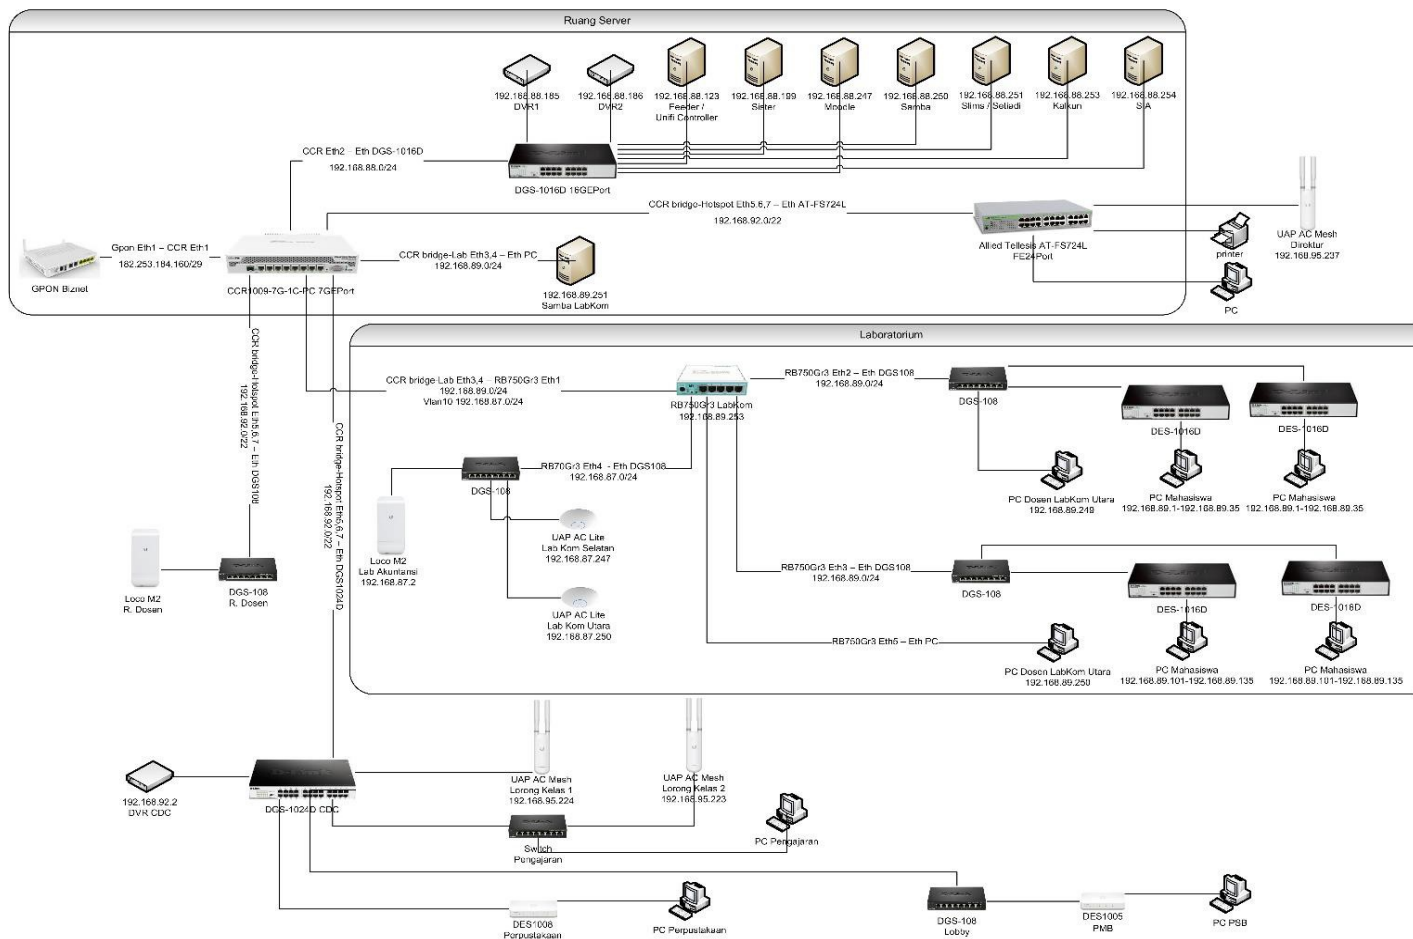 Ruang Server
192.168.88.185
DVR1
192.168.88.186
DVR2
192.168.88.123
Feeder /
Unifi Controller
192.168.88.199
Sister
192.168.88.247
Moodle
192.168.88.250
Samba
192.168.88.251
Slims / Setiadi
192.168.88.253
Kalkun
192.168.88.254
SIA
CCR Eth2 – Eth DGS-1016D
192.168.88.0/24
DGS-1016D 16GEPort
CCR bridge-Hotspot Eth5,6,7 – Eth AT-FS724L
192.168.92.0/22
Allied Tellesis AT-FS724L
FE24Port
printer
UAP AC Mesh
Direktur
192.168.95.237
PC
Gpon Eth1 – CCR Eth1
182.253.184.160/29
GPON Biznet
CCR1009-7G-1C-PC 7GEPort
CCR bridge-Lab Eth3,4 – Eth PC
192.168.89.0/24
192.168.89.251
Samba LabKom
Laboratorium
CCR bridge-Hotspot Eth5,6,7 – Eth DGS108
192.168.92.0/22
CCR bridge-Hotspot Eth5,6,7 – Eth DGS1024D
192.168.92.0/22
CCR bridge-Lab Eth3,4 – RB750Gr3 Eth1
192.168.89.0/24
Vlan10 192.168.87.0/24
RB750Gr3 LabKom
192.168.89.253
RB750Gr3 Eth2 – Eth DGS108
192.168.89.0/24
DGS-108
DES-1016D
DES-1016D
PC Dosen LabKom Utara
192.168.89.249
PC Mahasiswa
192.168.89.1-192.168.89.35
PC Mahasiswa
192.168.89.1-192.168.89.35
RB70Gr3 Eth4 - Eth DGS108
192.168.87.0/24
DGS-108
Loco M2
Lab Akuntansi
192.168.87.2
UAP AC Lite
Lab Kom Selatan
192.168.87.247
UAP AC Lite
Lab Kom Utara
192.168.87.250
RB750Gr3 Eth3 – Eth DGS108
192.168.89.0/24
DGS-108
DES-1016D
DES-1018D
RB750Gr3 Eth5 – Eth PC
PC Dosen LabKom Utara
192.168.89.250
PC Mahasiswa
192.168.89.101-192.168.89.135
PC Mahasiswa
192.168.89.101-192.168.89.135
Loco M2
R. Dosen
DGS-108
R. Dosen
192.168.92.2
DVR CDC
DGS-1024D CDC
UAP AC Mesh
Lorong Kelas 1
192.168.95.224
UAP AC Mesh
Lorong Kelas 2
192.168.95.223
Switch
Pengajaran
PC Pengajaran
DES1008
Perpustakaan
PC Perpustakaan
DGS-108
Lobby
DES1005
PMB
PC PSB